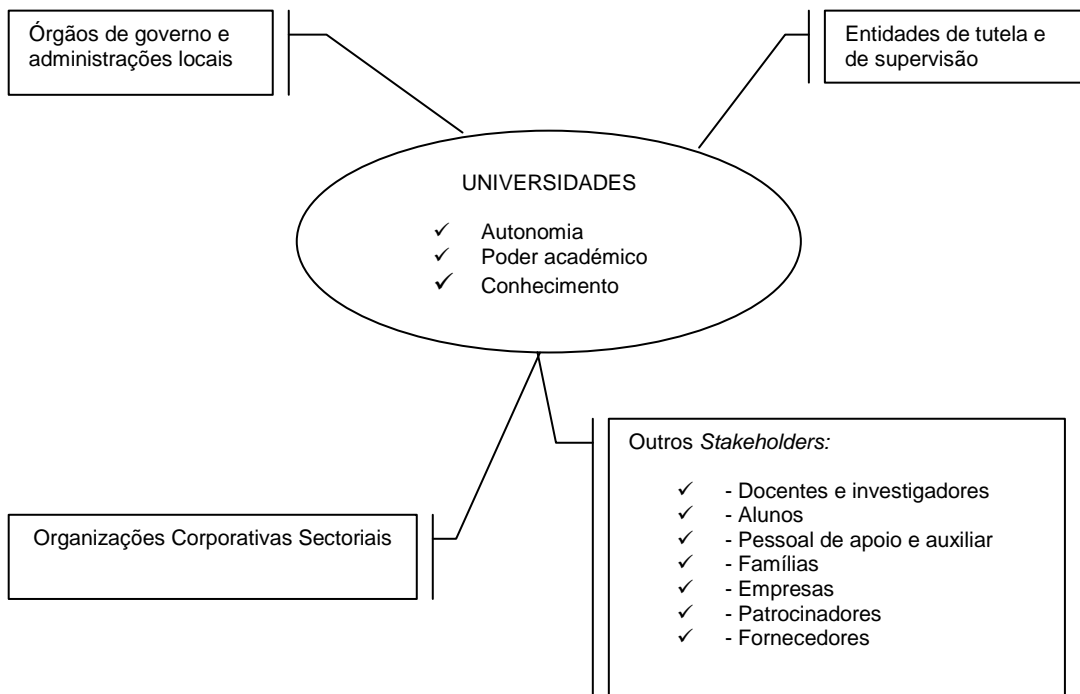 Órgãos de governo e
administrações locais
Entidades de tutela e
de supervisão
UNIVERSIDADES
✓ Autonomia
✓ Poder académico
✓ Conhecimento
Outros Stakeholders:
✓ - Docentes e investigadores
✓ - Alunos
✓ - Pessoal de apoio e auxiliar
✓ - Famílias
✓ - Empresas
✓ - Patrocinadores
✓ - Fornecedores
Organizações Corporativas Sectoriais